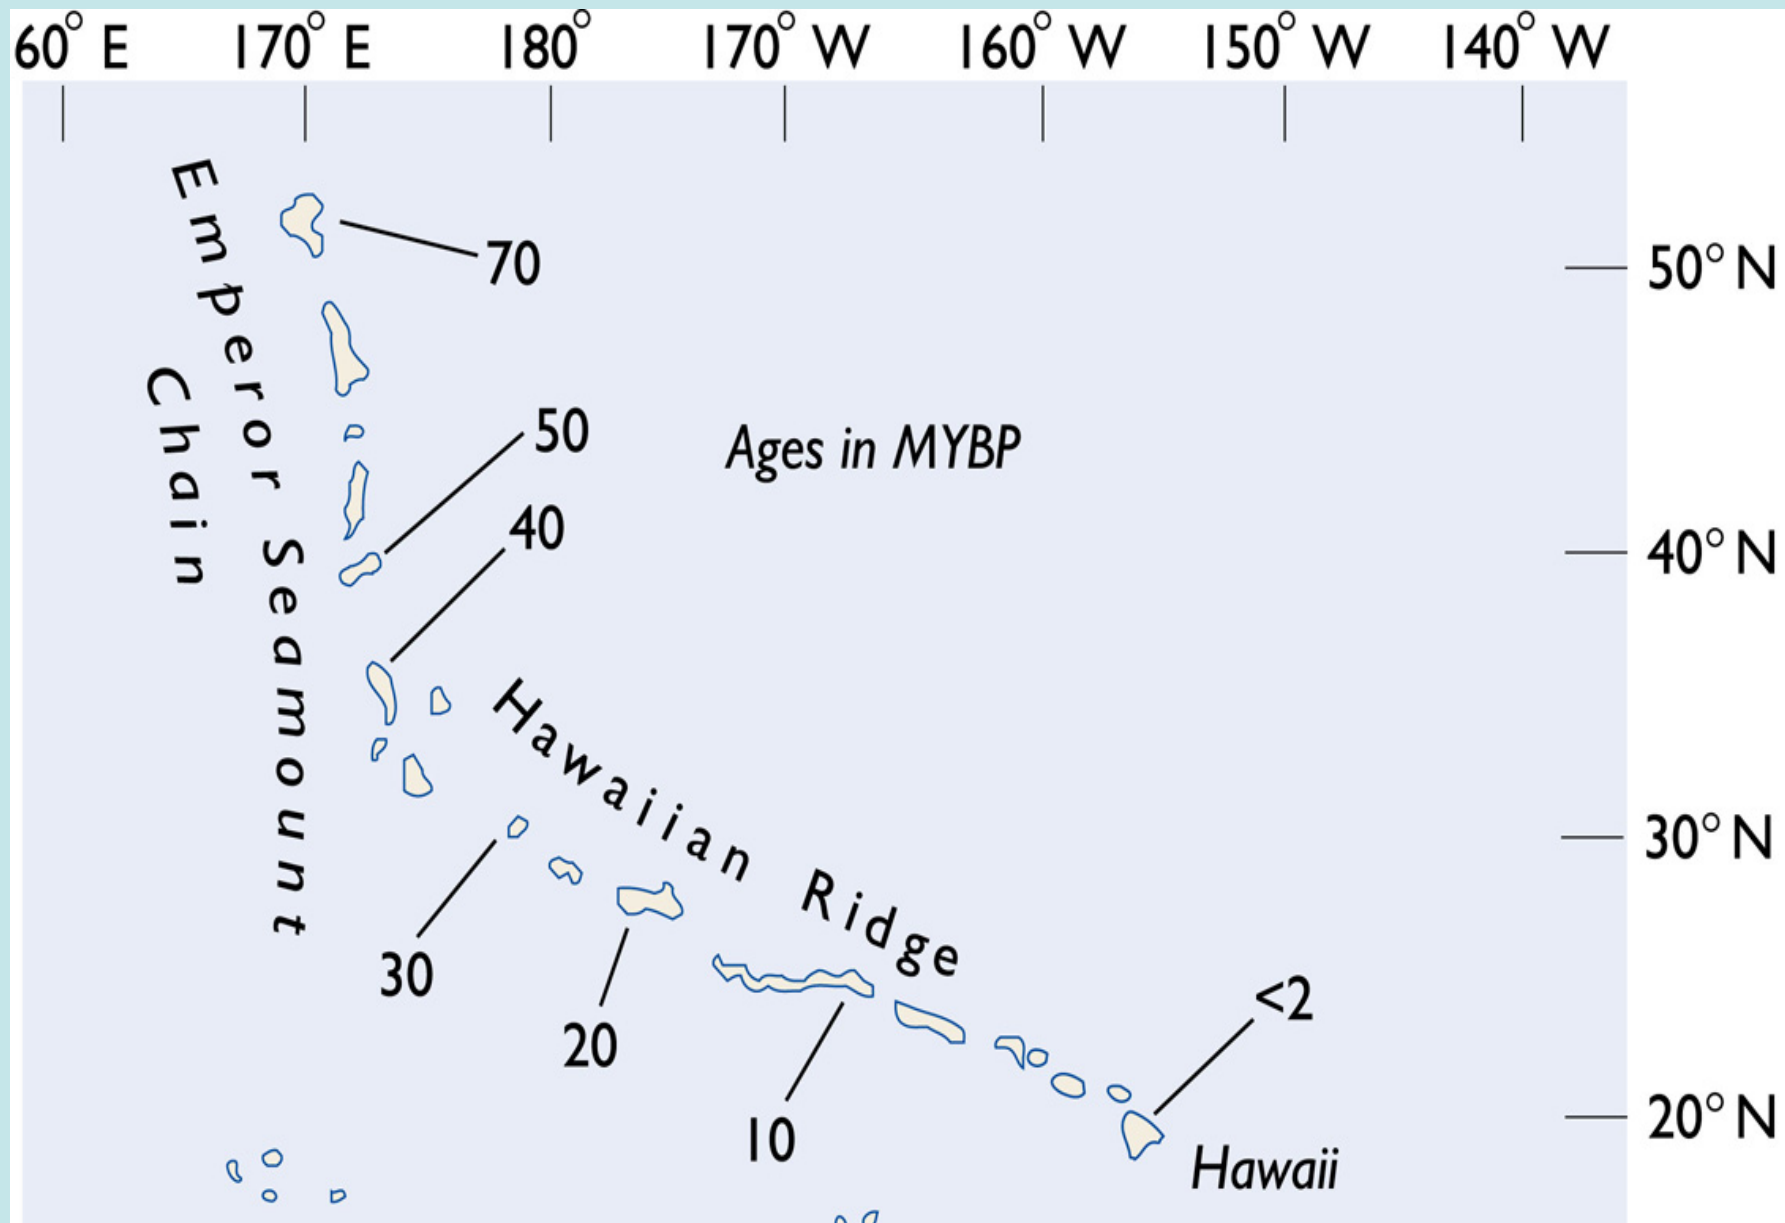 60° E 170° E 180° 170° W 160° W 150° W 140° W
Emperor Seamount
Chain
70
50° N
50
Ages in MYBP
40
40° N
Hawaiian Ridge
30° N
30
20
<2
10
20° N
Hawaii